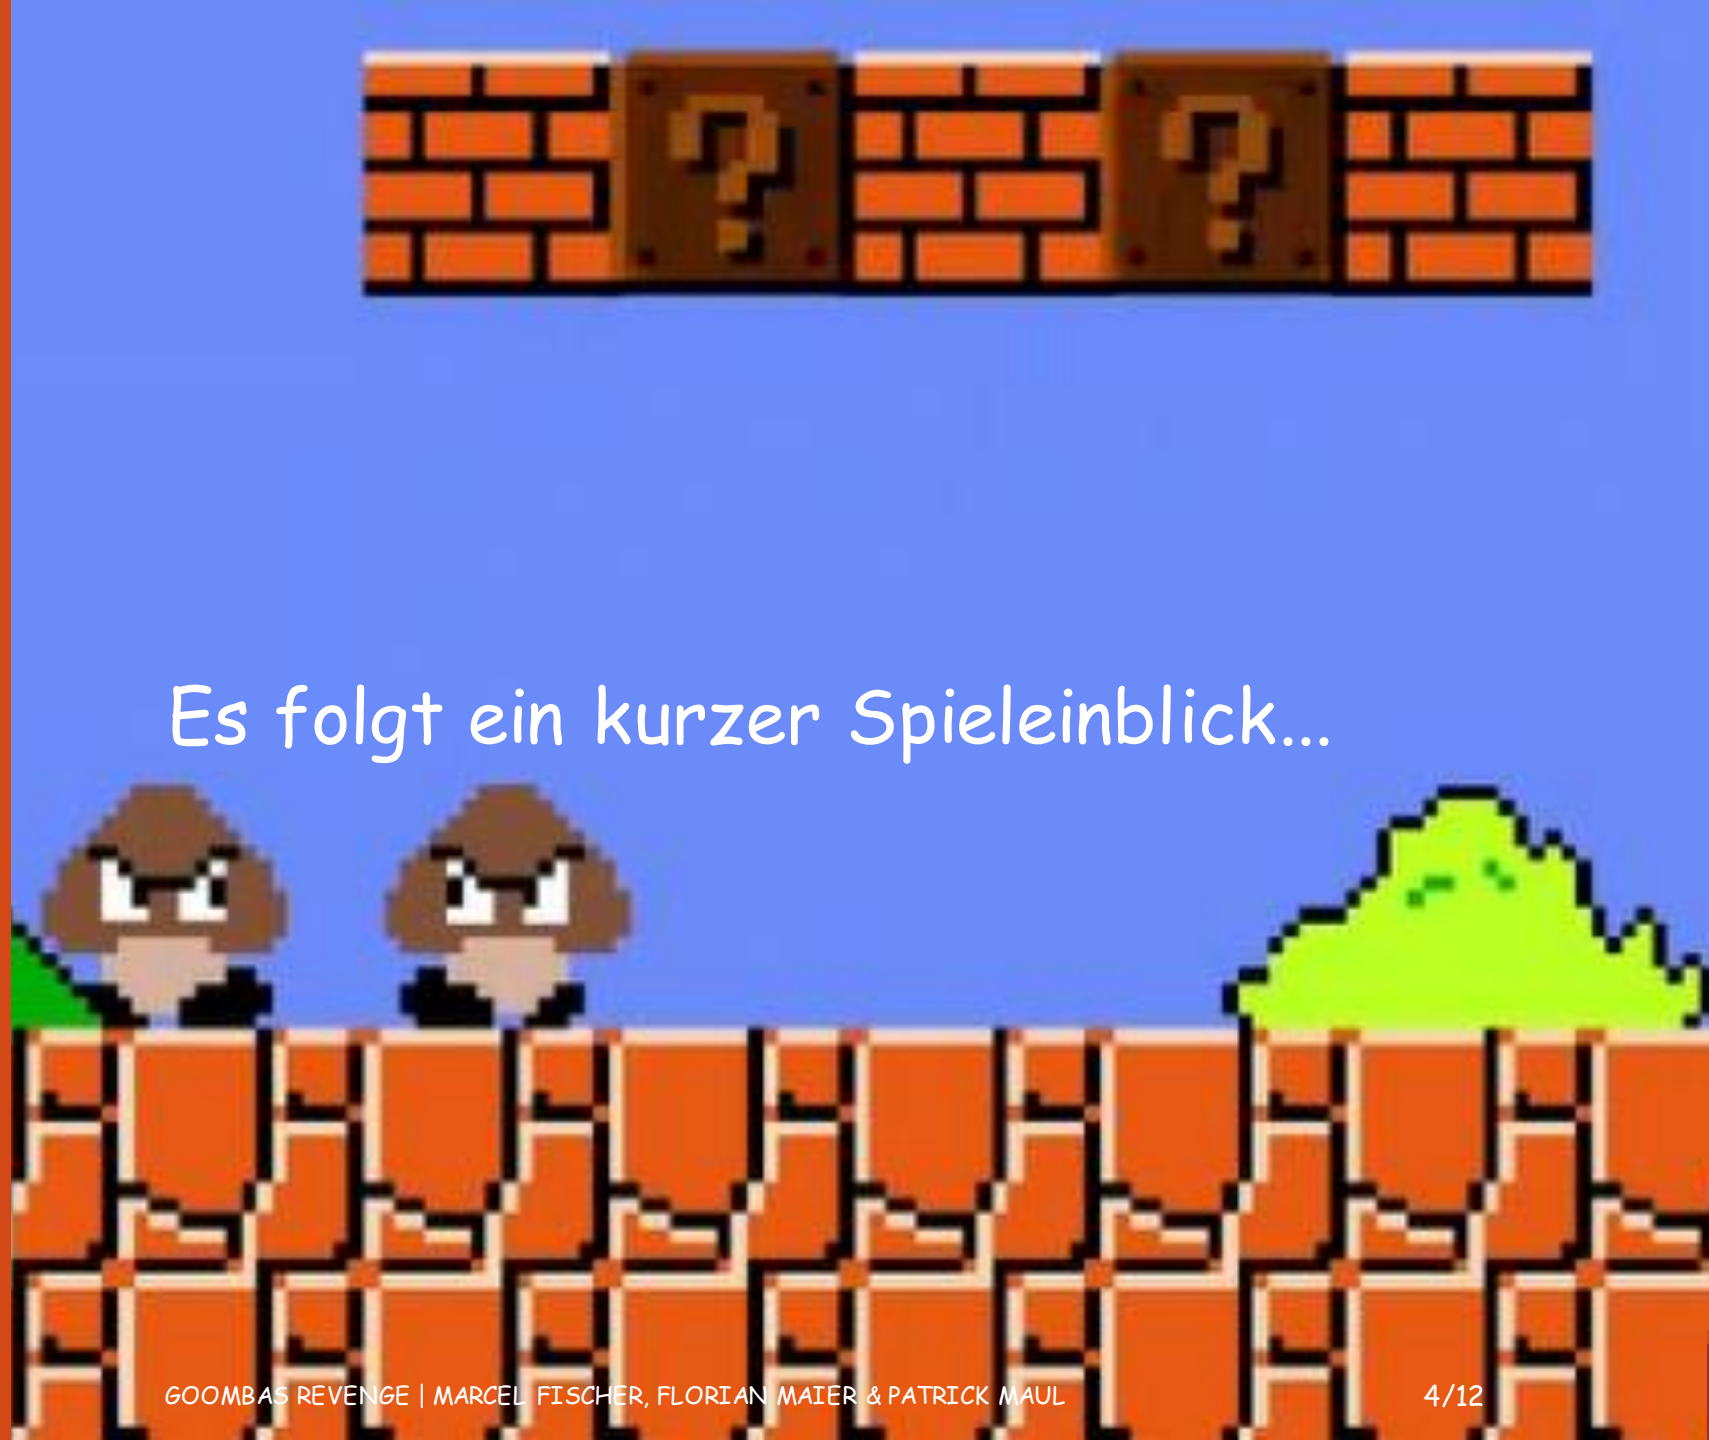 ?
?
Es folgt ein kurzer Spieleinblick...
GOOMBAS REVENGE | MARCEL FISCHER, FLORIAN MAIER & PATRICK MAUL
4/12